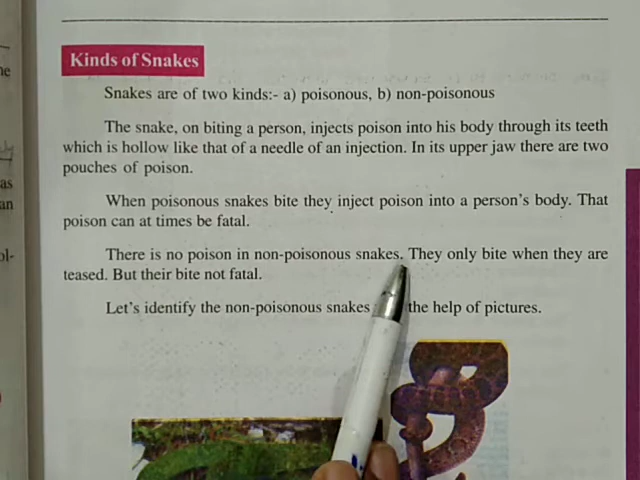 Kinds of Snakes
Snakes are of two kinds:- a) poisonous, b) non-poisonous
The snake, on biting a person, injects poison into his body through its teeth
which is hollow like that of a needle of an injection. In its upper jaw there are two
pouches of poison.
When poisonous snakes bite they inject poison into a person's body. That
poison can at times be fatal.
There is no poison in non-poisonous snakes. They only bite when they are
teased. But their bite not fatal.
Let's identify the non-poisonous snakes the help of pictures.